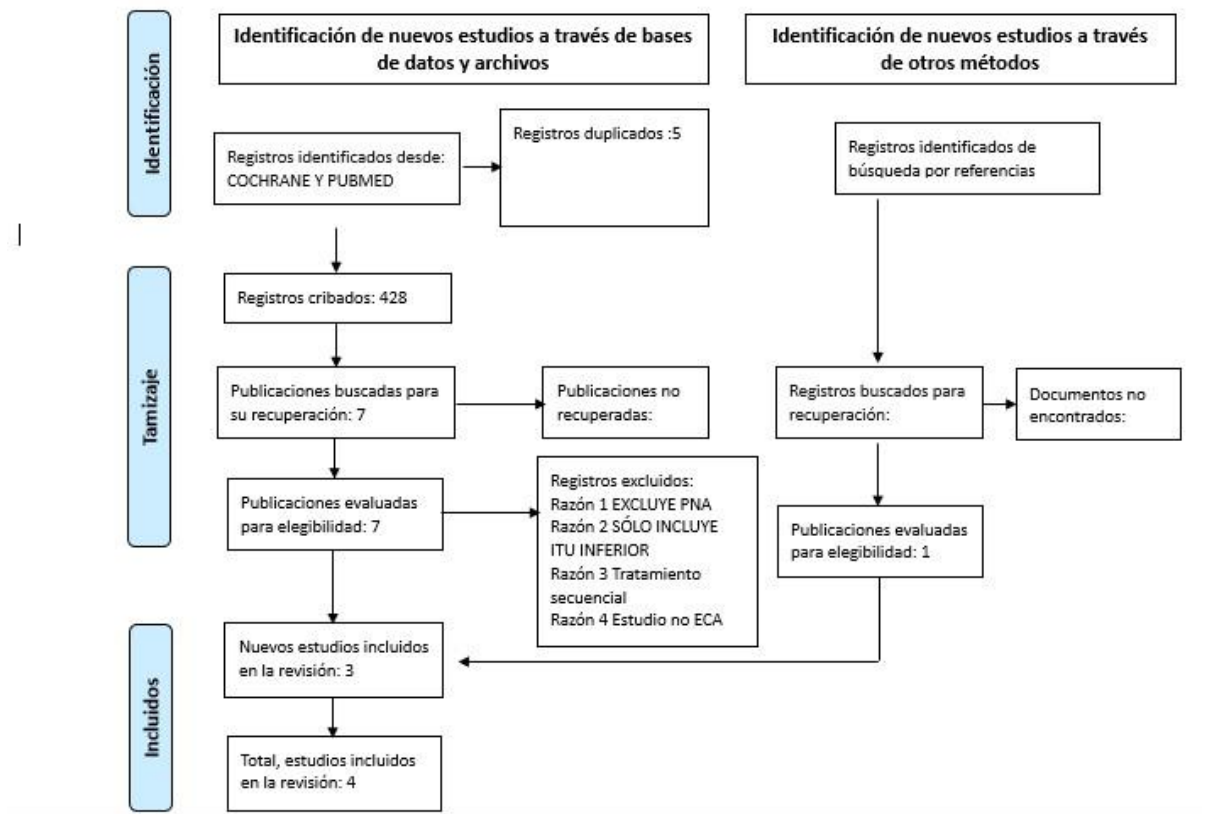 Identificación
Identificación de nuevos estudios a través de bases
de datos y archivos
Identificación de nuevos estudios a través
de otros métodos
Registros identificados desde:
COCHRANE Y PUBMED
Registros duplicados :5
Registros identificados de
búsqueda por referencias
Tamizaje
Registros cribados: 428
Publicaciones buscadas para
su recuperación: 7
Publicaciones no
recuperadas:
Registros buscados para
recuperación:
Documentos no
encontrados:
Publicaciones evaluadas
para elegibilidad: 7
Registros excluidos:
Razón 1 EXCLUYE PNA
Razón 2 SÓLO INCLUYE
ITU INFERIOR
Razón 3 Tratamiento
secuencial
Razón 4 Estudio no ECA
Publicaciones evaluadas
para elegibilidad: 1
Incluidos
Nuevos estudios incluidos
en la revisión: 3
Total, estudios incluidos
en la revisión: 4